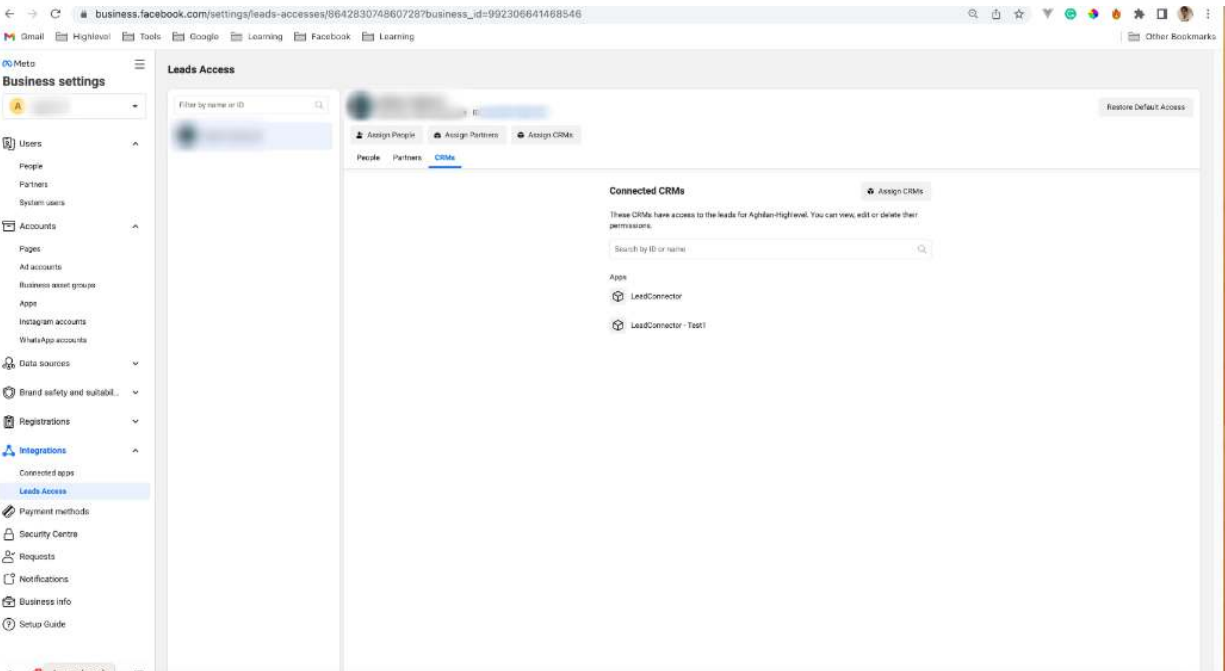 business.facebook.com/settings/leads-accesses/864283074860728?business_id=992306641468546
Gmail Highlevel Tools Google Learning Facebook Learning Other Bookmarks
Meta
Business settings
A
Users
People
Partners
System users
Accounts
Pages
Ad accounts
Business asset groups
Apps
Instagram accounts
WhatsApp accounts
Data sources
Brand safety and suitabil...
Registrations
Integrations
Connected apps
Leads Access
Payment methods
Security Centre
Requests
Notifications
Business info
Setup Guide
Leads Access
Filter by name or ID
ID:
Restore Default Access
Assign People Assign Partners Assign CRMs
People Partners CRMs
Connected CRMs
Assign CRMs
These CRMs have access to the leads for Aghilan-Highlevel. You can view, edit or delete their
permissions.
Search by ID or name
Apps
LeadConnector
LeadConnector - Test1